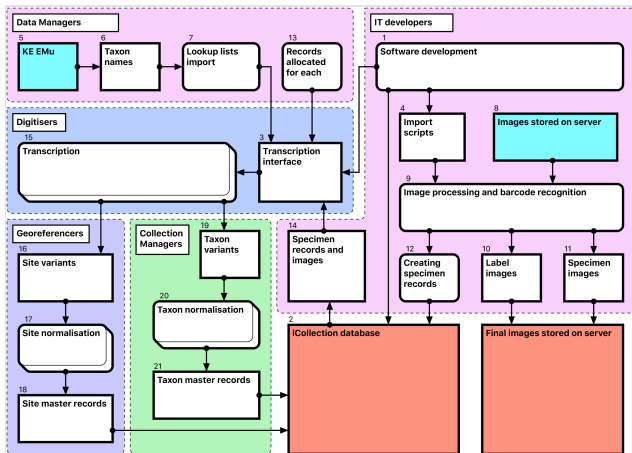 Data Managers
IT developers
5
KE EMu
6
Taxon
names
7
Lookup lists
import
13
Records
allocated
for each
1
Software development
4
Import
scripts
8
Images stored on server
Digitisers
15
Transcription
3
Transcription
interface
9
Image processing and barcode recognition
Georeferencers
Collection
Managers
19
Taxon
variants
14
Specimen
records and
images
12
Creating
specimen
records
10
Label
images
11
Specimen
images
16
Site variants
20
Taxon normalisation
17
Site normalisation
2
iCollection database
Final images stored on server
21
Taxon master records
18
Site master records